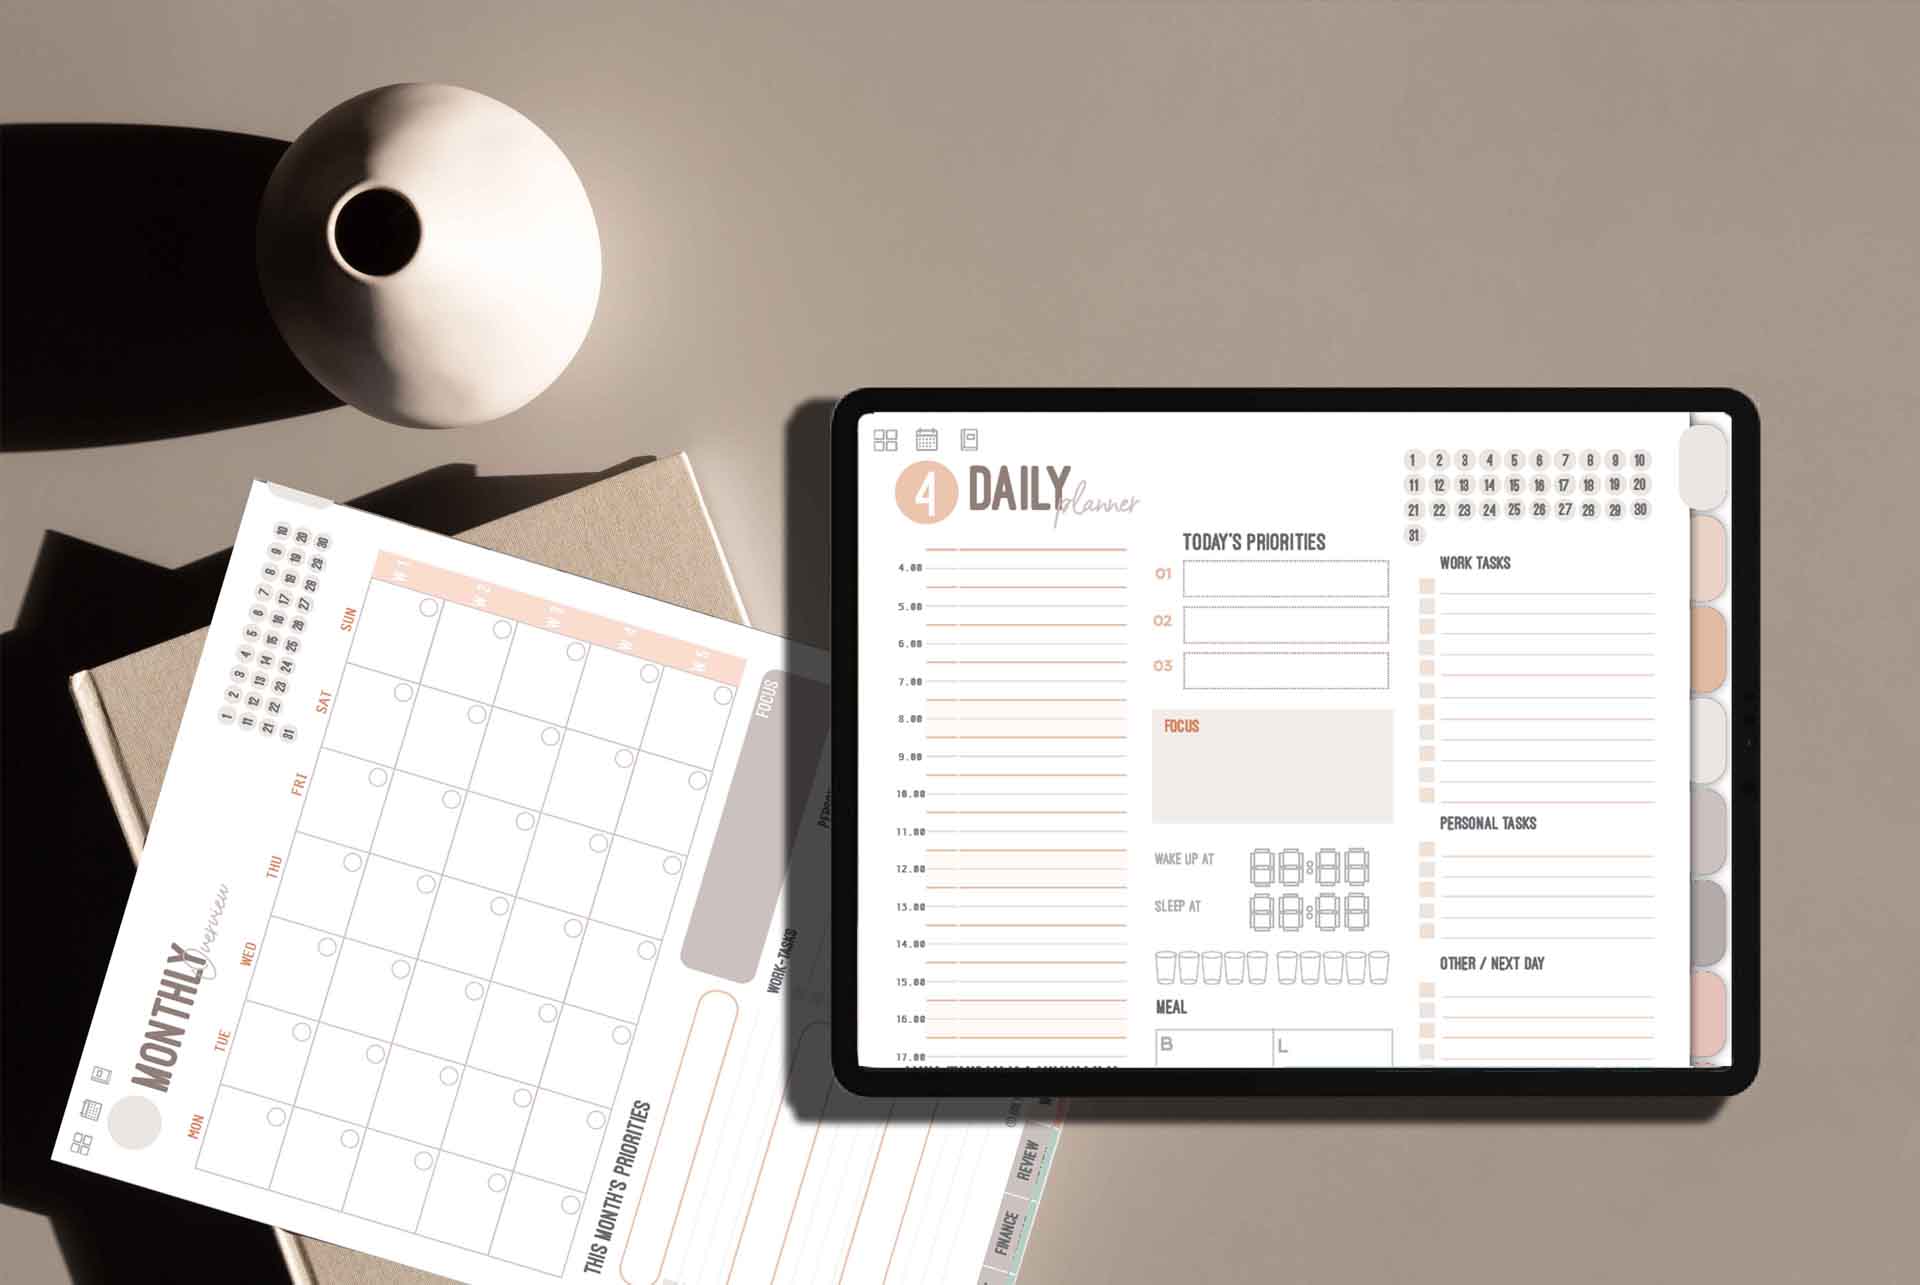 4 DAILY
planner
1 2 3 4 5 6 7 8 9 10
11 12 13 14 15 16 17 18 19 20
21 22 23 24 25 26 27 28 29 30
31
4.00
5.00
6.00
7.00
8.00
9.00
10.00
11.00
12.00
13.00
14.00
15.00
16.00
17.00
TODAY'S PRIORITIES
01
02
03
FOCUS
WAKE UP AT
SLEEP AT
MEAL
B L
WORK TASKS
PERSONAL TASKS
OTHER / NEXT DAY
MONTHLY
Overview
1 2 3 4 5 6 7 8 9 10
11 12 13 14 15 16 17 18 19 20
21 22 23 24 25 26 27 28 29 30
31
MON TUE WED THU FRI SAT SUN
W 1
W 2
W 3
W 4
W 5
FOCUS
THIS MONTH'S PRIORITIES
WORK-TASKS
REVIEW
FINANCE